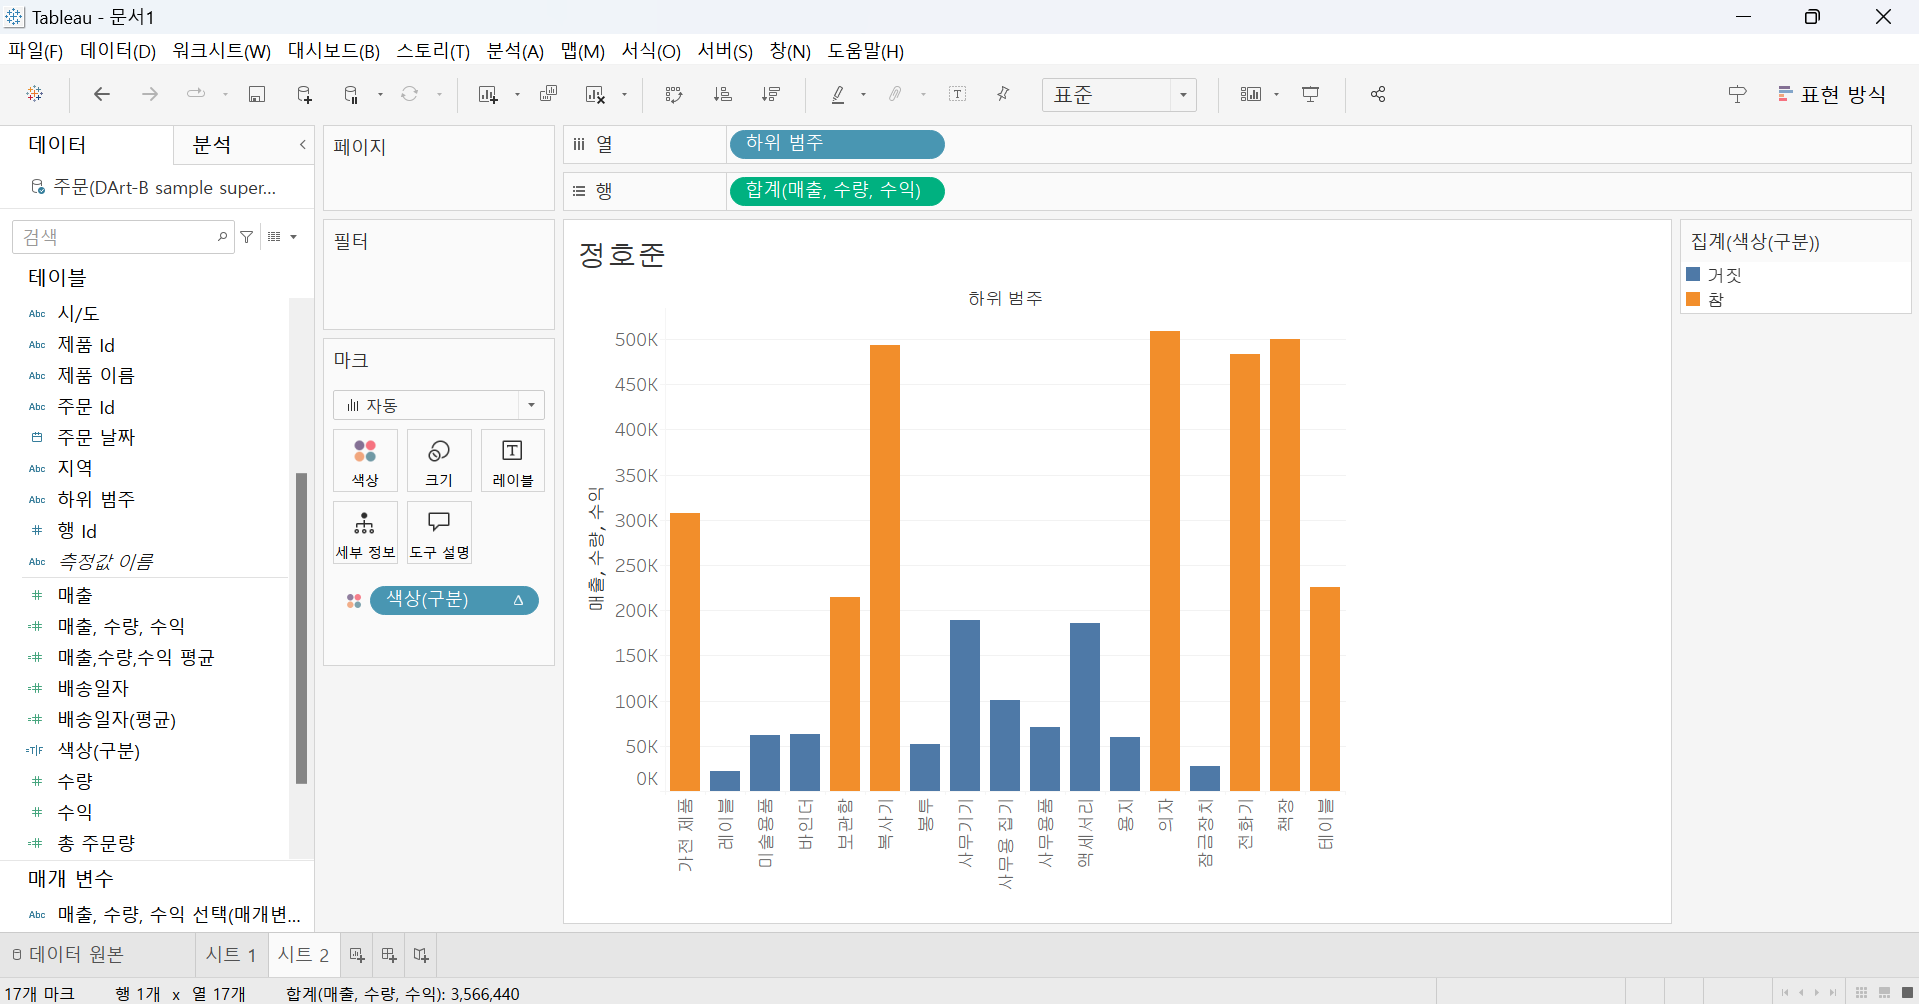 Tableau - 문서1
파일(F) 데이터(D) 워크시트(W) 대시보드(B) 스토리(T) 분석(A) 맵(M) 서식(O) 서버(S) 창(N) 도움말(H)
표준
표현 방식
데이터
분석
주문(DArt-B sample super...
검색
테이블
Abc 시/도
Abc 제품 Id
Abc 제품 이름
Abc 주문 Id
주문 날짜
Abc 지역
Abc 하위 범주
# 행 Id
Abc 측정값 이름
# 매출
=# 매출, 수량, 수익
=# 매출,수량,수익 평균
=# 배송일자
=# 배송일자(평균)
=T|F 색상(구분)
# 수량
# 수익
=# 총 주문량
매개 변수
Abc 매출, 수량, 수익 선택(매개변...
페이지
필터
마크
자동
색상
크기
레이블
세부 정보
도구 설명
색상(구분) Δ
열
하위 범주
행
합계(매출, 수량, 수익)
정호준
하위 범주
매출, 수량, 수익
500K
450K
400K
350K
300K
250K
200K
150K
100K
50K
0K
가전 제품
레이블
미술용품
바인더
보관함
복사기
봉투
사무기기
사무용 집기
사무용품
액세서리
용지
의자
잠금장치
전화기
책장
테이블
집계(색상(구분))
거짓
참
데이터 원본
시트 1
시트 2
17개 마크
행 1개 x 열 17개
합계(매출, 수량, 수익): 3,566,440